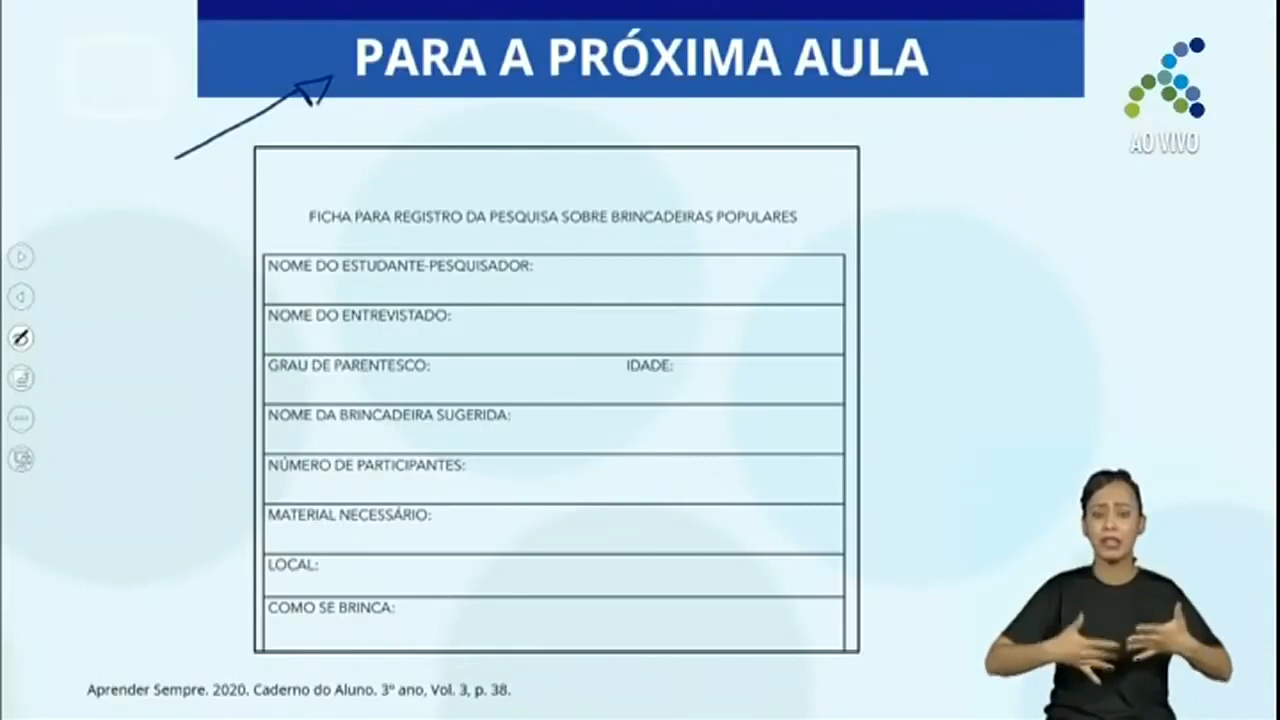 PARA A PRÓXIMA AULA
AO VIVO
FICHA PARA REGISTRO DA PESQUISA SOBRE BRINCADEIRAS POPULARES
NOME DO ESTUDANTE-PESQUISADOR:
NOME DO ENTREVISTADO:
GRAU DE PARENTESCO: IDADE:
NOME DA BRINCADEIRA SUGERIDA:
NÚMERO DE PARTICIPANTES:
MATERIAL NECESSÁRIO:
LOCAL:
COMO SE BRINCA:
Aprender Sempre. 2020. Caderno do Aluno. 3º ano, Vol. 3, p. 38.